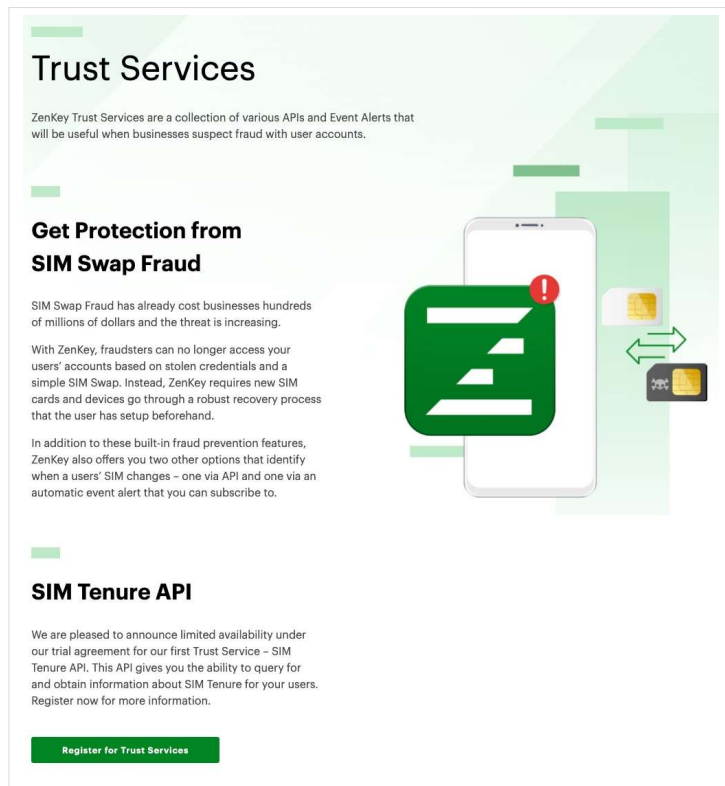 Trust Services
ZenKey Trust Services are a collection of various APIs and Event Alerts that
will be useful when businesses suspect fraud with user accounts.
Get Protection from
SIM Swap Fraud
SIM Swap Fraud has already cost businesses hundreds
of millions of dollars and the threat is increasing.
With ZenKey, fraudsters can no longer access your
users’ accounts based on stolen credentials and a
simple SIM Swap. Instead, ZenKey requires new SIM
cards and devices go through a robust recovery process
that the user has setup beforehand.
In addition to these built-in fraud prevention features,
ZenKey also offers you two other options that identify
when a users’ SIM changes – one via API and one via an
automatic event alert that you can subscribe to.
SIM Tenure API
We are pleased to announce limited availability under
our trial agreement for our first Trust Service – SIM
Tenure API. This API gives you the ability to query for
and obtain information about SIM Tenure for your users.
Register now for more information.
Register for Trust Services